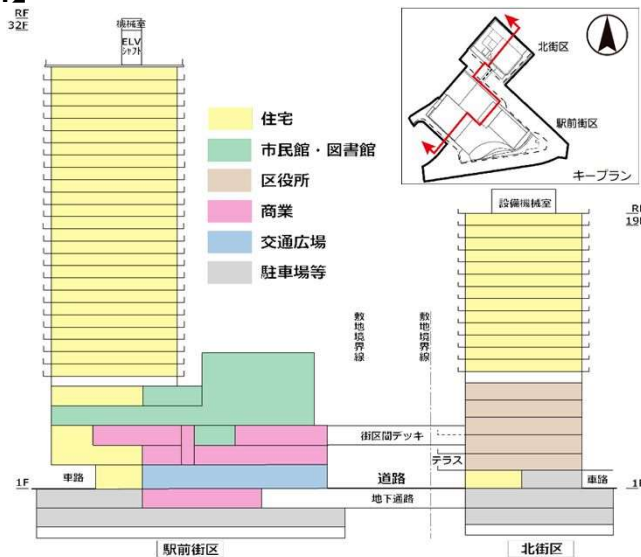 RF
32F
機械室
ELV
シャフト
住宅
市民館・図書館
区役所
商業
交通広場
駐車場等
北街区
駅前街区
キープラン
設備機械室
敷地境界線
敷地境界線
街区間デッキ
テラス
1F
車路
道路
車路
地下通路
駅前街区
北街区